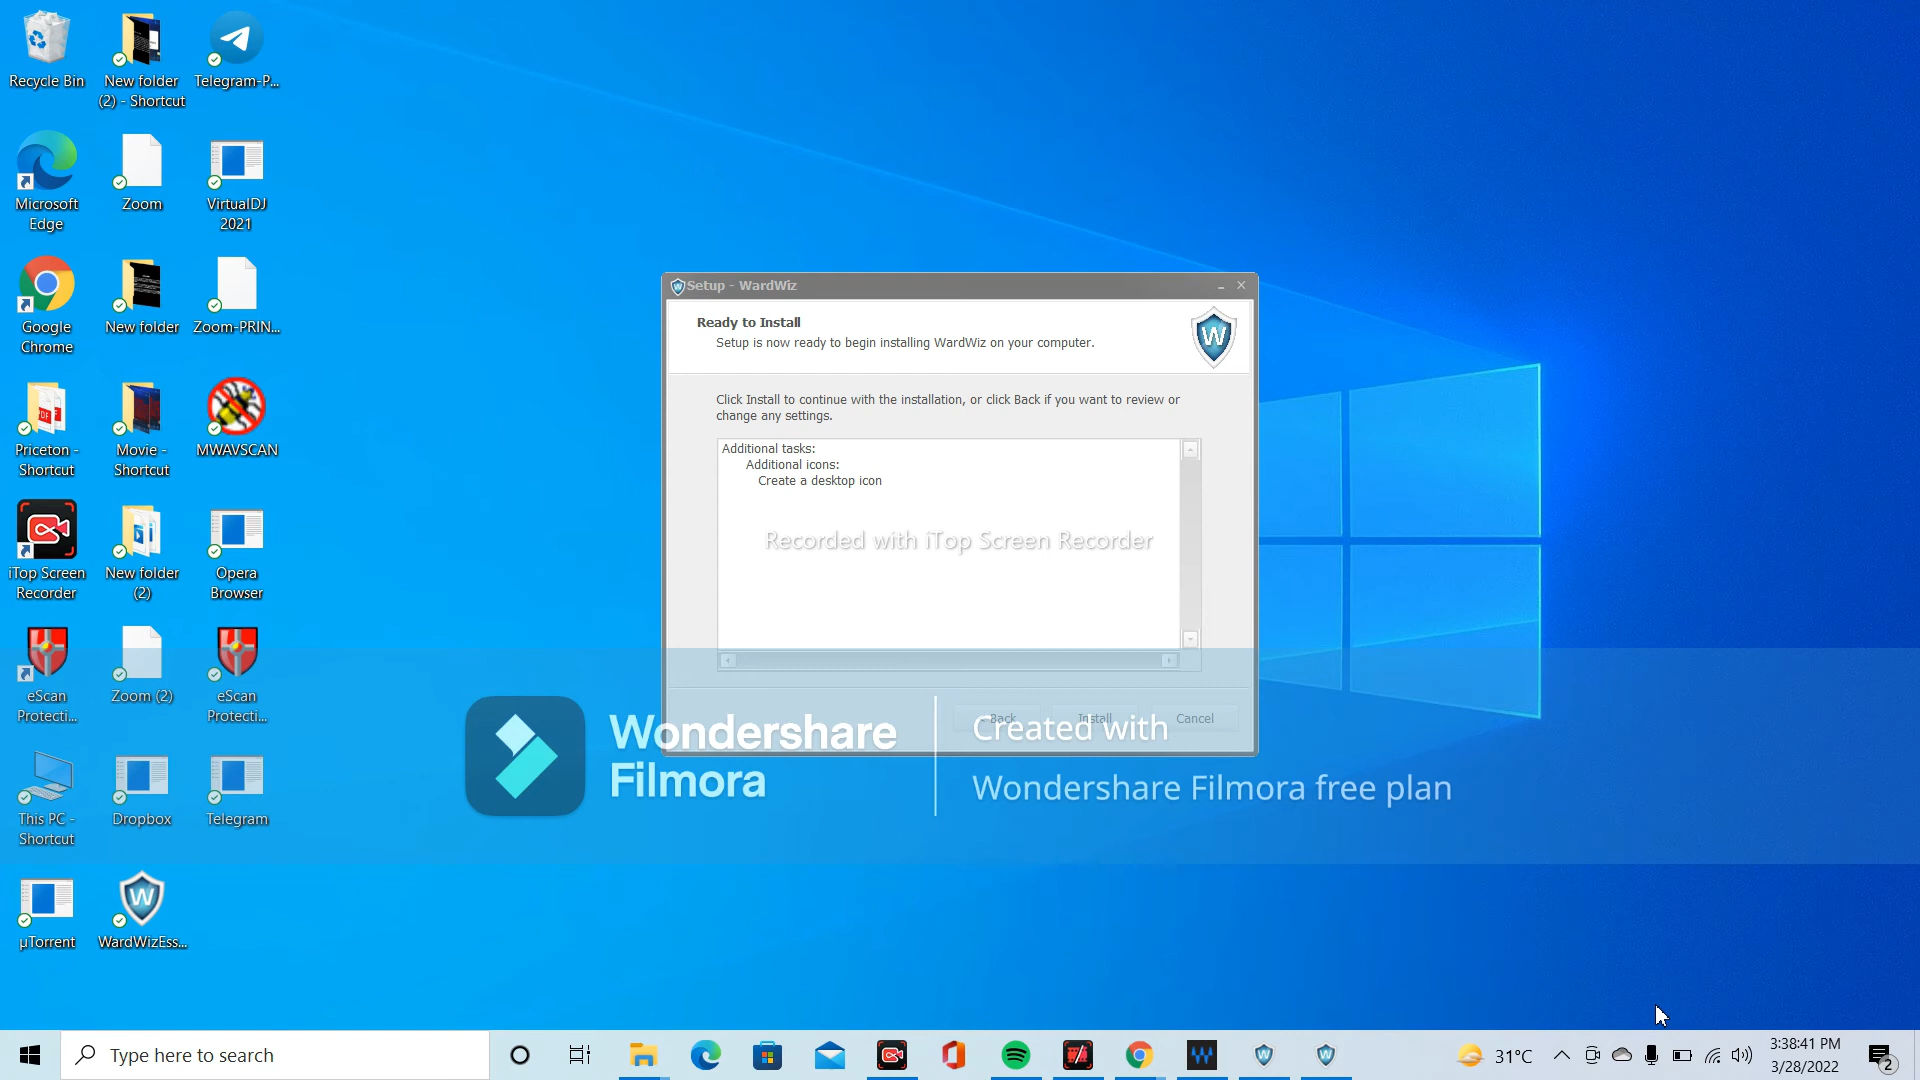 Recycle Bin
New folder
(2) - Shortcut
Telegram-P...
Microsoft
Edge
Zoom
VirtualDJ
2021
Google
Chrome
New folder
Zoom-PRIN...
Priceton -
Shortcut
Movie -
Shortcut
MWAVSCAN
iTop Screen
Recorder
New folder
(2)
Opera
Browser
eScan
Protecti...
Zoom (2)
eScan
Protecti...
This PC -
Shortcut
Dropbox
Telegram
µTorrent
WardWizEss...
Setup - WardWiz
Ready to Install
Setup is now ready to begin installing WardWiz on your computer.
Click Install to continue with the installation, or click Back if you want to review or
change any settings.
Additional tasks:
Additional icons:
Create a desktop icon
Recorded with iTop Screen Recorder
Back
Install
Cancel
Wondershare
Filmora
Created with
Wondershare Filmora free plan
Type here to search
31°C
3:38:41 PM
3/28/2022
2